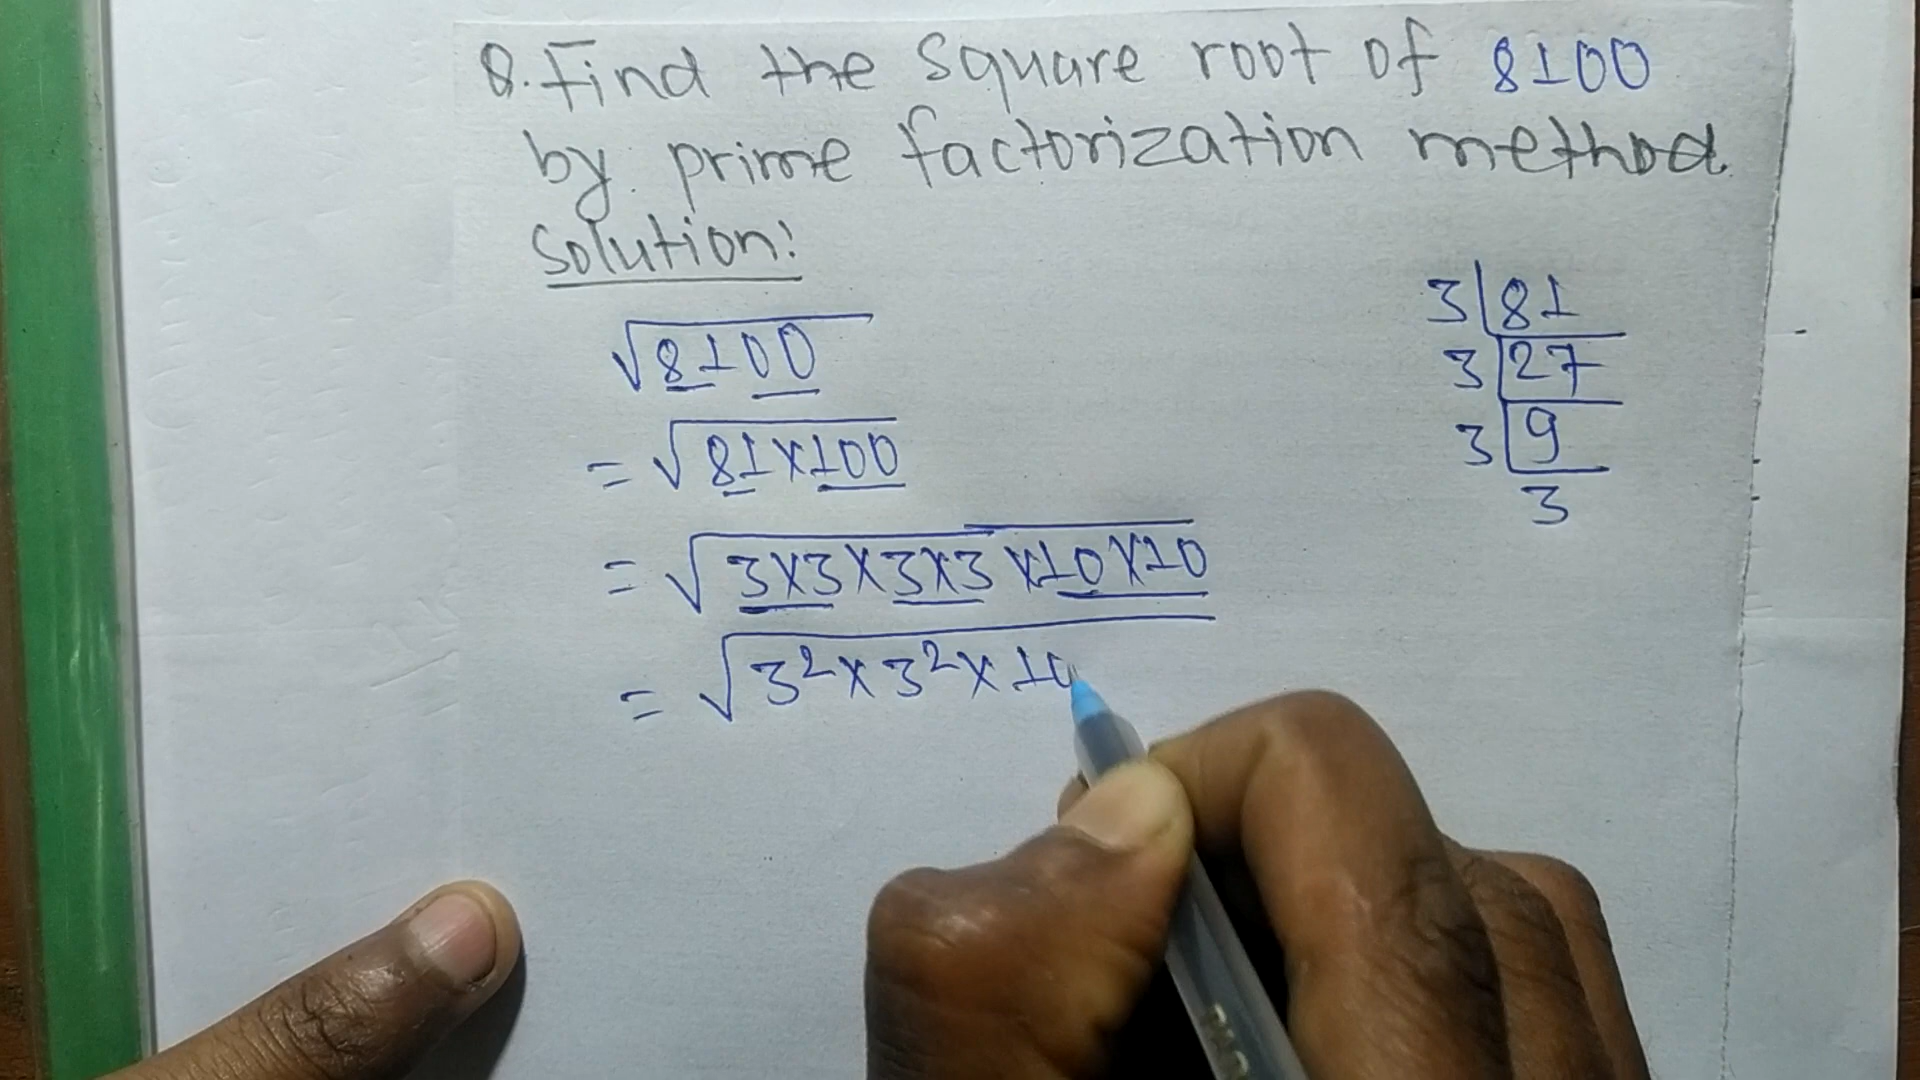 Q. Find the square root of 8100
by prime factorization method.
Solution:
√8100
= √81×100
= √3×3×3×3×10×10
= √3²×3²×10
3|81
3|27
3|9
3